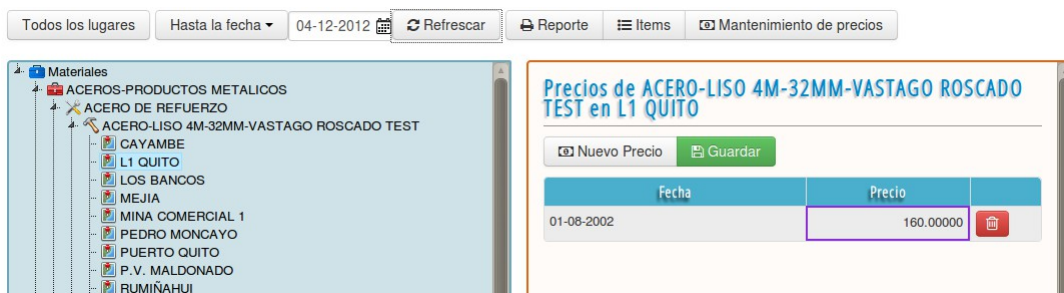 Todos los lugares Hasta la fecha 04-12-2012 Refrescar Reporte Items Mantenimiento de precios
Materiales
ACEROS-PRODUCTOS METALICOS
ACERO DE REFUERZO
ACERO-LISO 4M-32MM-VASTAGO ROSCADO TEST
CAYAMBE
L1 QUITO
LOS BANCOS
MEJIA
MINA COMERCIAL 1
PEDRO MONCAYO
PUERTO QUITO
P.V. MALDONADO
RUMIÑAHUI
Precios de ACERO-LISO 4M-32MM-VASTAGO ROSCADO
TEST en L1 QUITO
Nuevo Precio Guardar
Fecha Precio
01-08-2002 160.00000